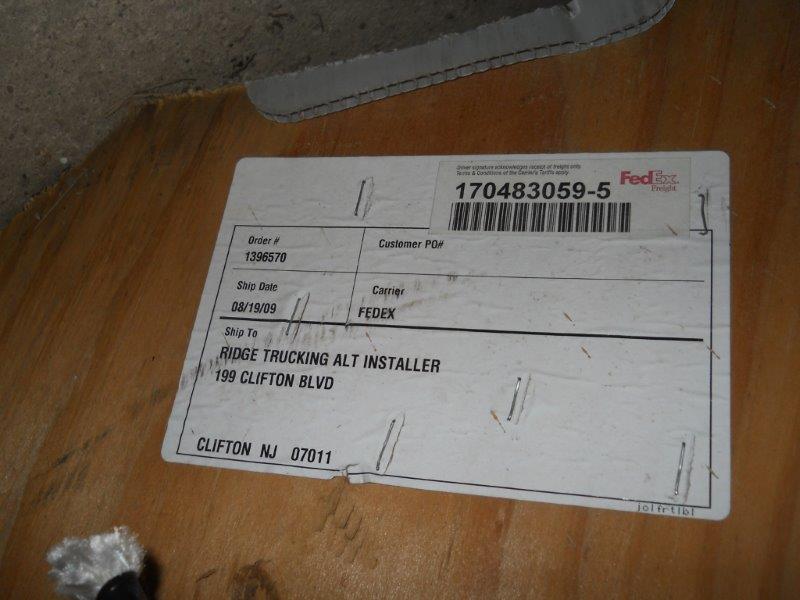 Driver signature acknowledges receipt of freight only.
Terms & Conditions of the Carrier's Tariffs apply.
170483059-5
FedEx
Freight
Order #
1396570
Customer PO#
Ship Date
08/19/09
Carrier
FEDEX
Ship To
RIDGE TRUCKING ALT INSTALLER
199 CLIFTON BLVD
CLIFTON NJ 07011
jolfrtlbl